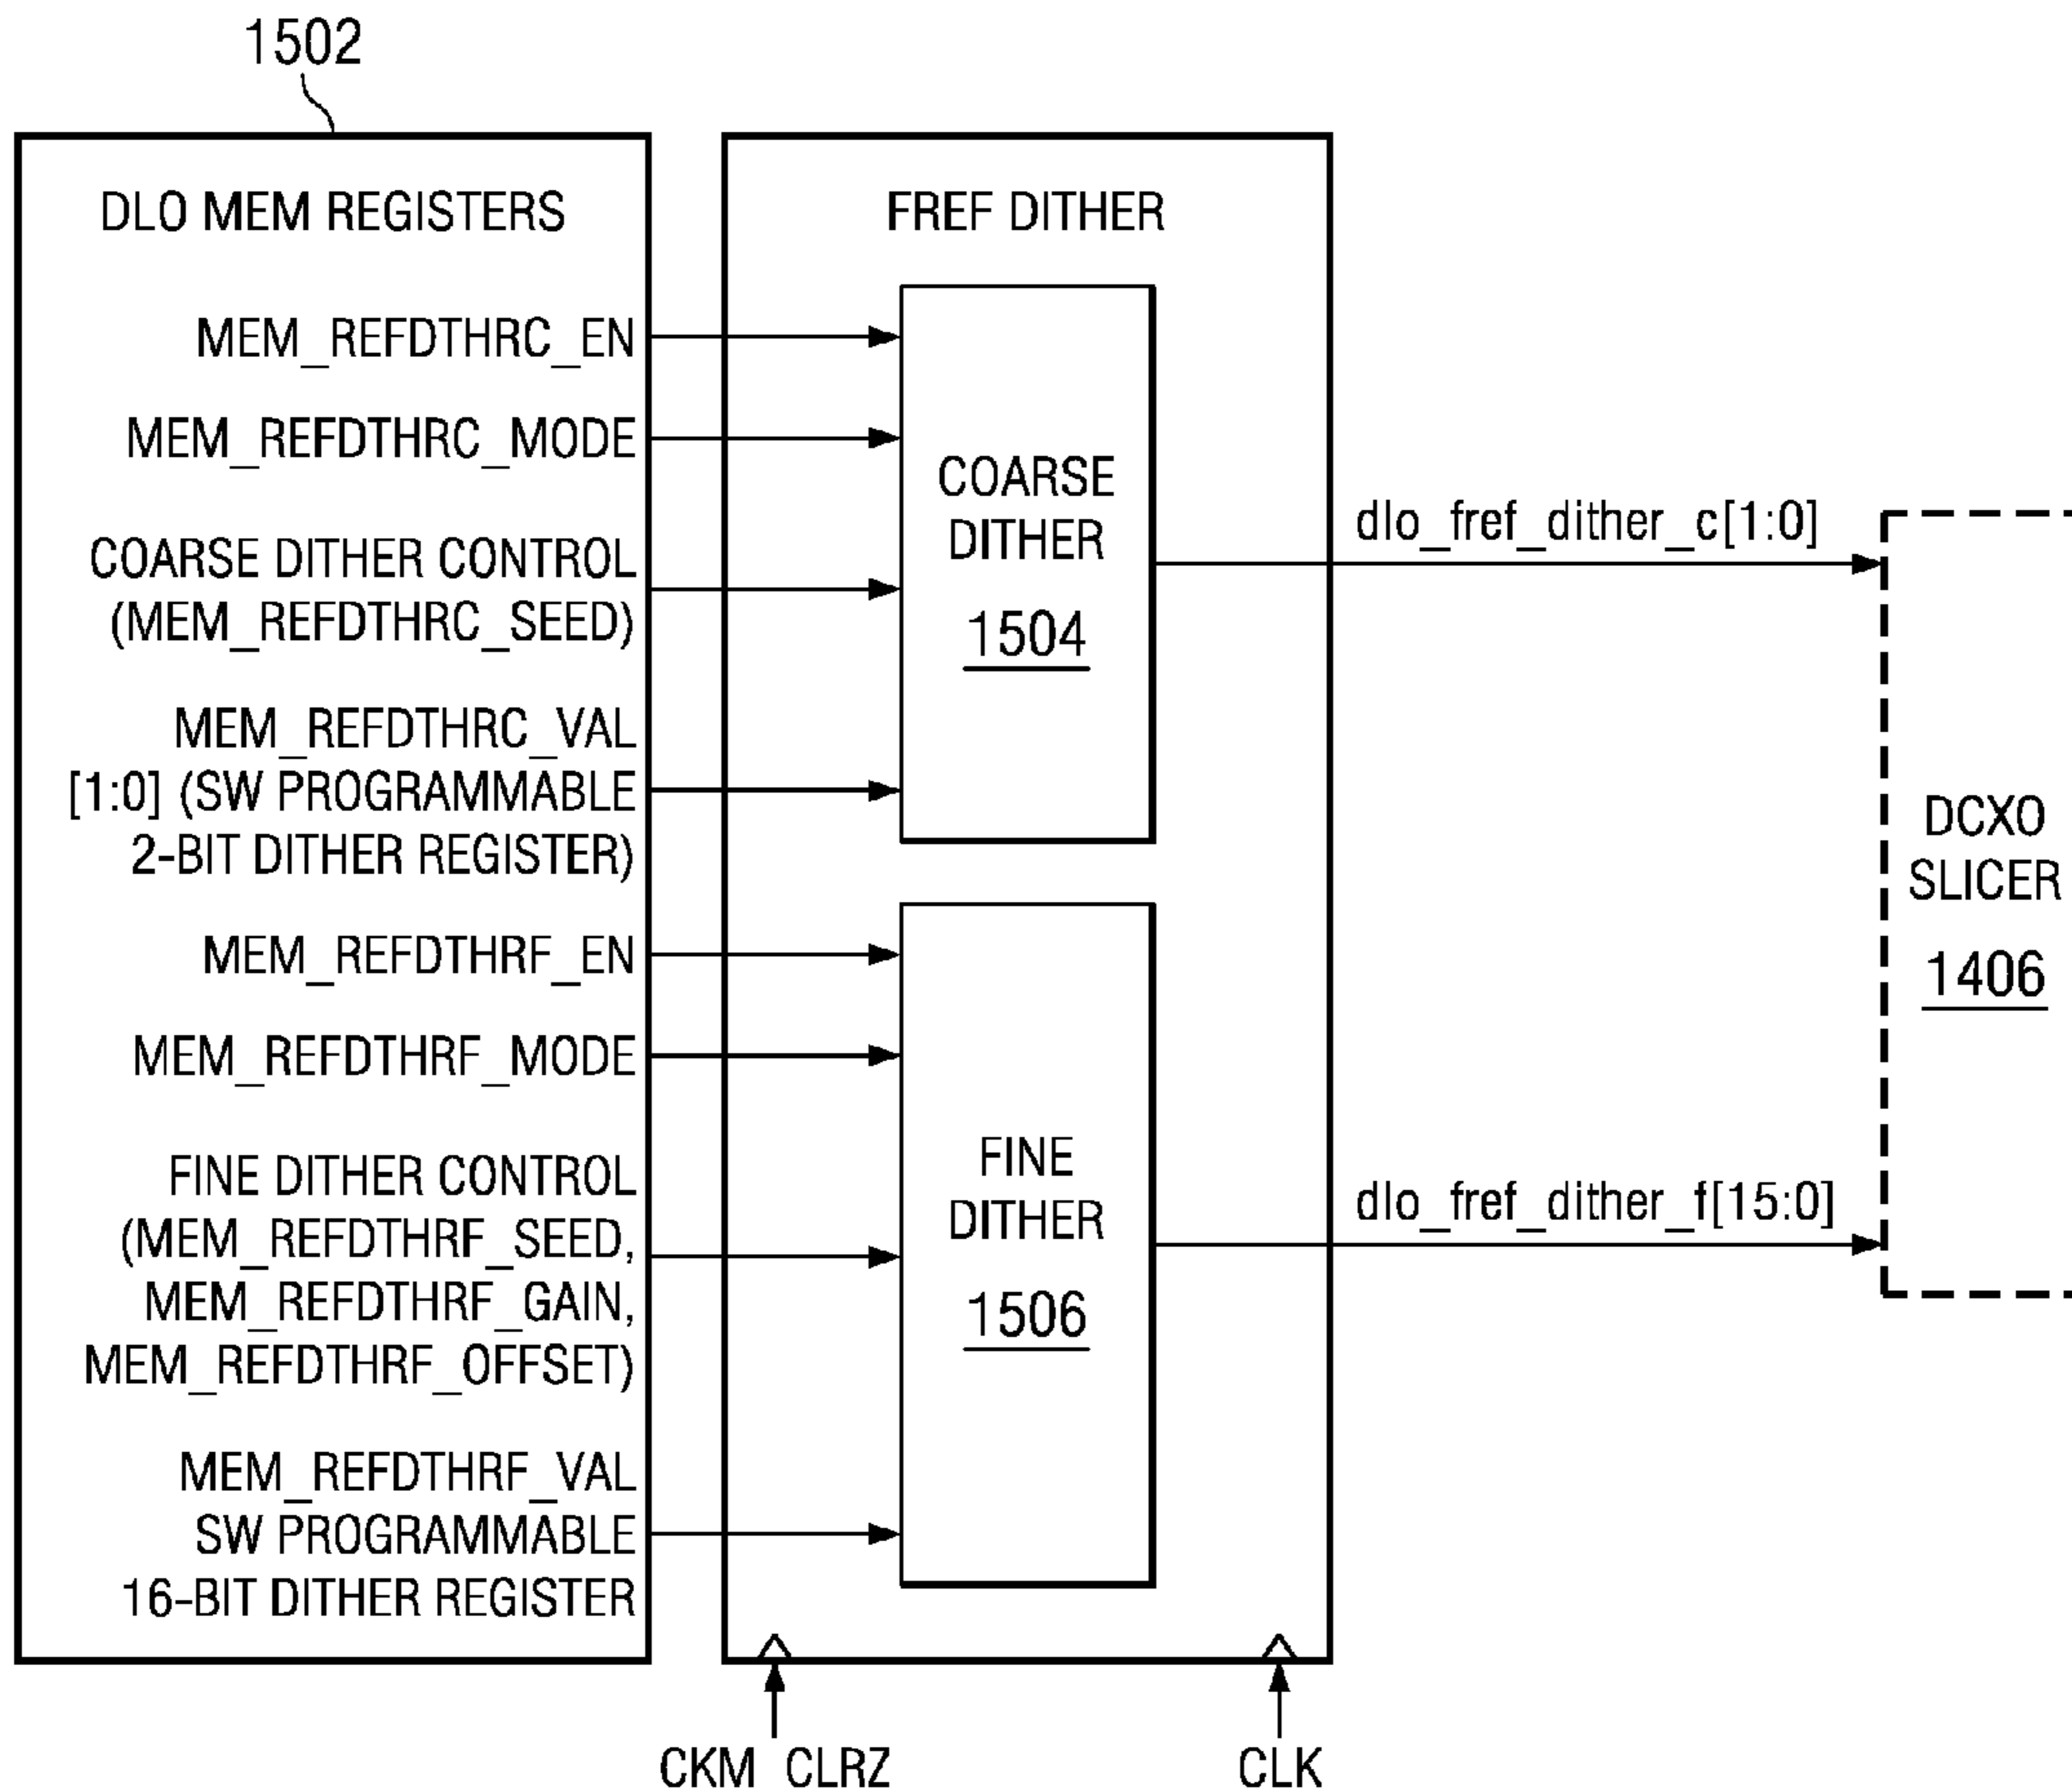 1502
DLO MEM REGISTERS
MEM_REFDTHRC_EN
MEM_REFDTHRC_MODE
COARSE DITHER CONTROL
(MEM_REFDTHRC_SEED)
MEM_REFDTHRC_VAL
[1:0] (SW PROGRAMMABLE
2-BIT DITHER REGISTER)
MEM_REFDTHRF_EN
MEM_REFDTHRF_MODE
FINE DITHER CONTROL
(MEM_REFDTHRF_SEED,
MEM_REFDTHRF_GAIN,
MEM_REFDTHRF_OFFSET)
MEM_REFDTHRF_VAL
SW PROGRAMMABLE
16-BIT DITHER REGISTER
FREF DITHER
COARSE
DITHER
1504
FINE
DITHER
1506
CKM CLRZ
CLK
dlo_fref_dither_c[1:0]
dlo_fref_dither_f[15:0]
DCXO
SLICER
1406